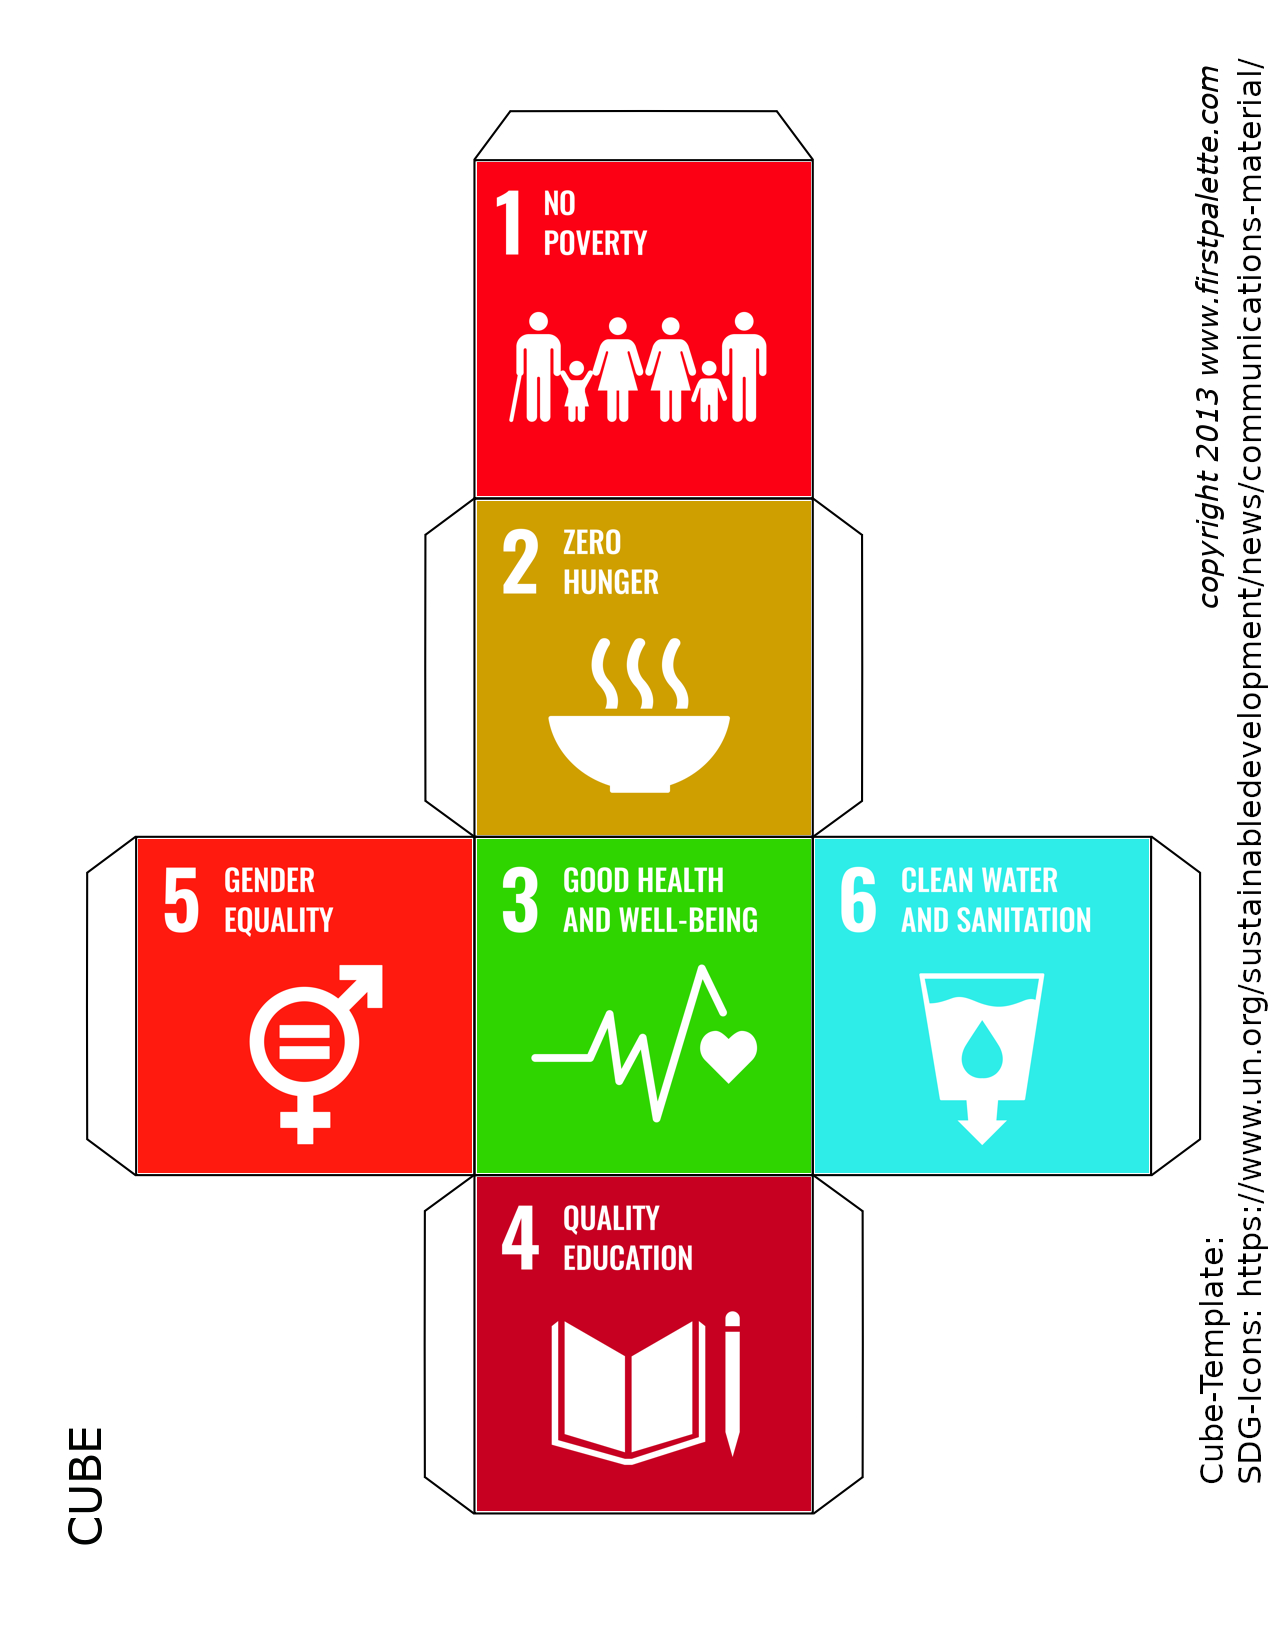 1 NO
POVERTY
2 ZERO
HUNGER
5 GENDER
EQUALITY
3 GOOD HEALTH
AND WELL-BEING
6 CLEAN WATER
AND SANITATION
4 QUALITY
EDUCATION
CUBE
Cube-Template: copyright 2013 www.firstpalette.com
SDG-Icons: https://www.un.org/sustainabledevelopment/news/communications-material/